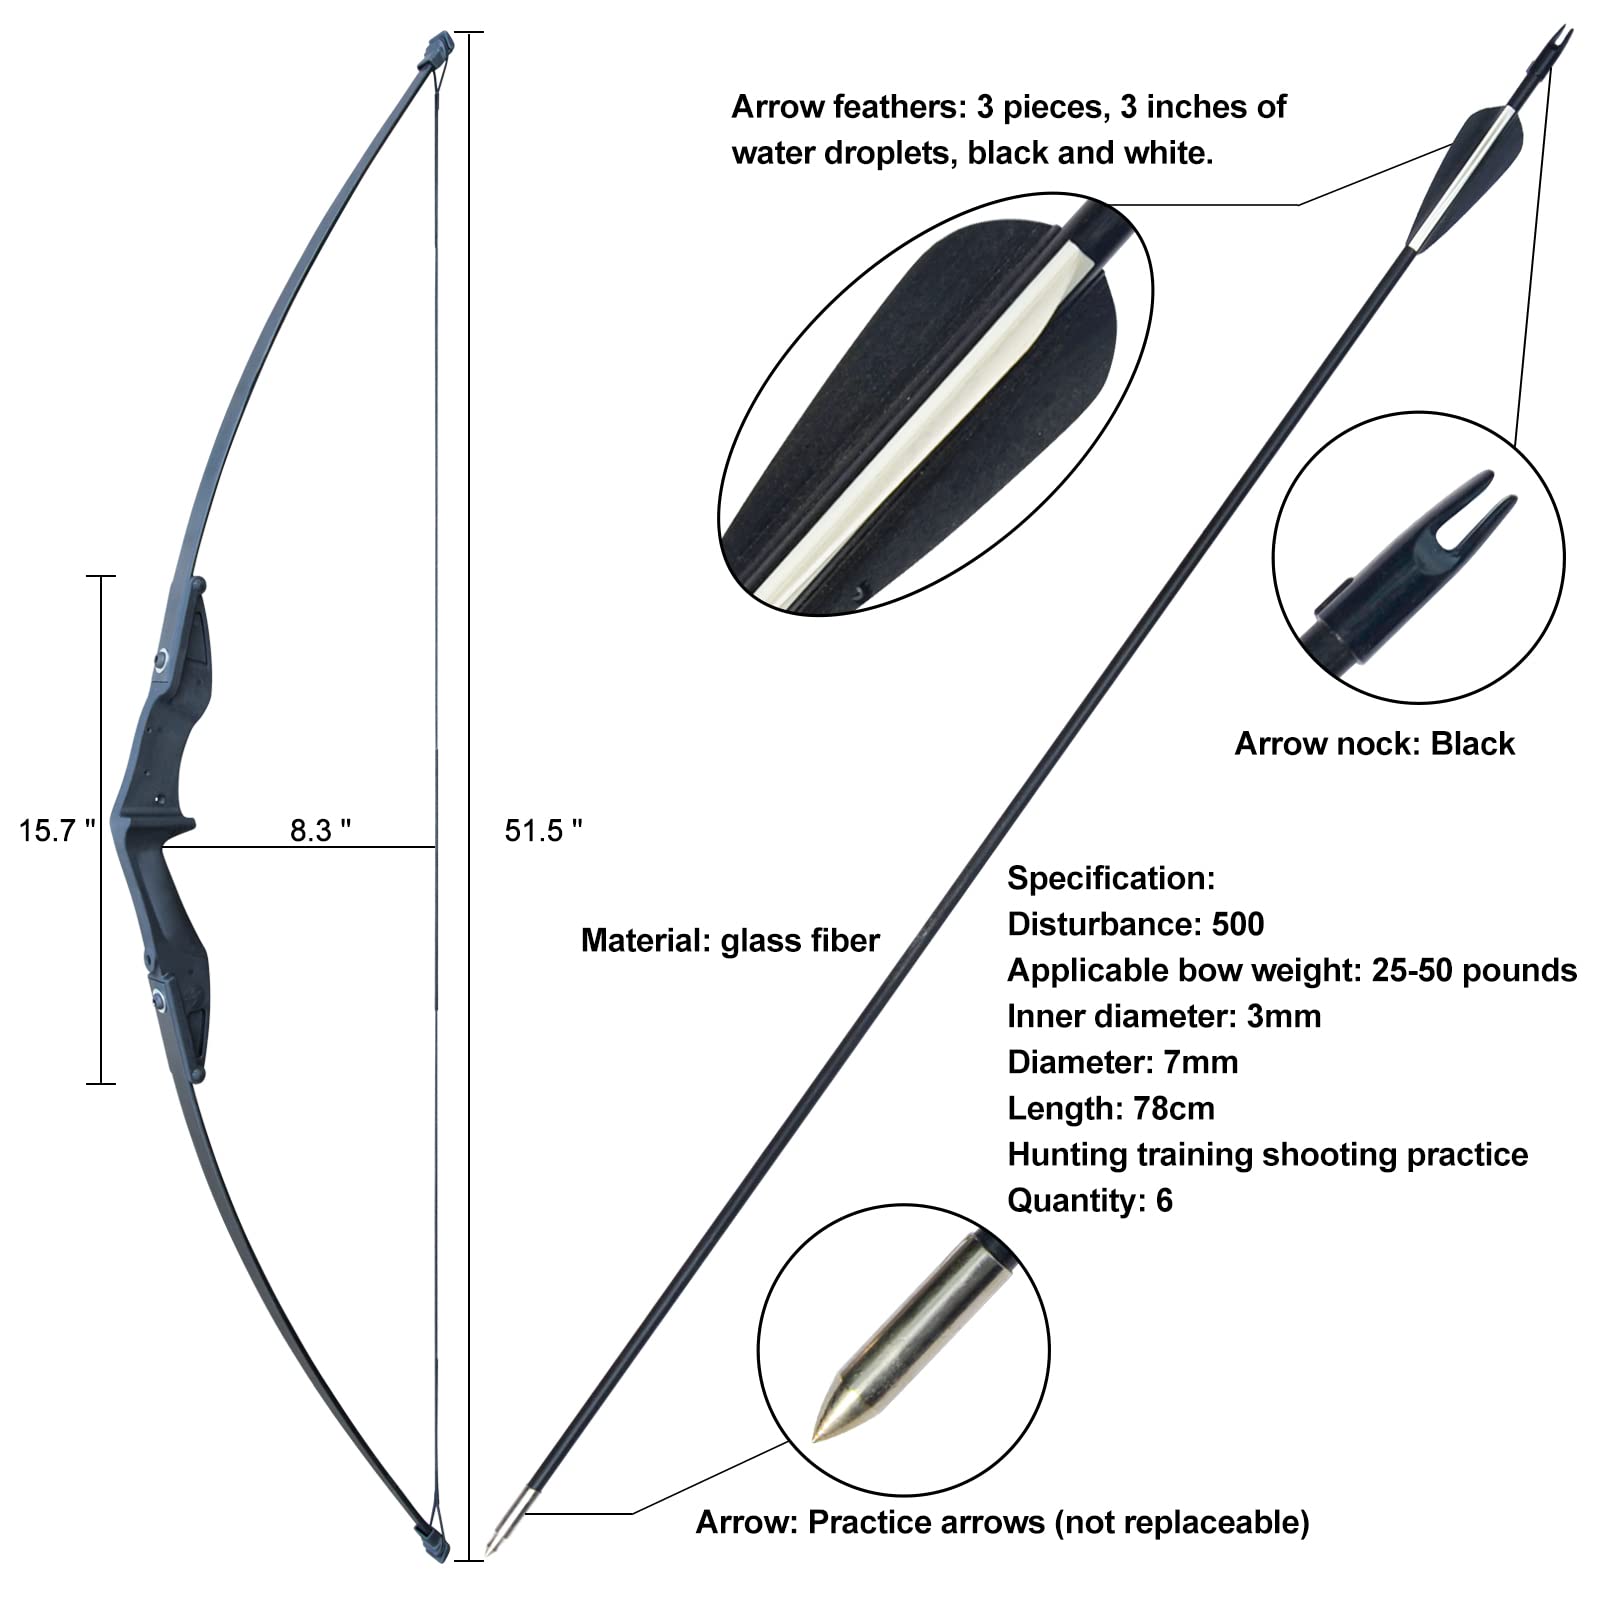 Arrow feathers: 3 pieces, 3 inches of
water droplets, black and white.
Arrow nock: Black
15.7 "
8.3 "
51.5 "
Material: glass fiber
Specification:
Disturbance: 500
Applicable bow weight: 25-50 pounds
Inner diameter: 3mm
Diameter: 7mm
Length: 78cm
Hunting training shooting practice
Quantity: 6
Arrow: Practice arrows (not replaceable)